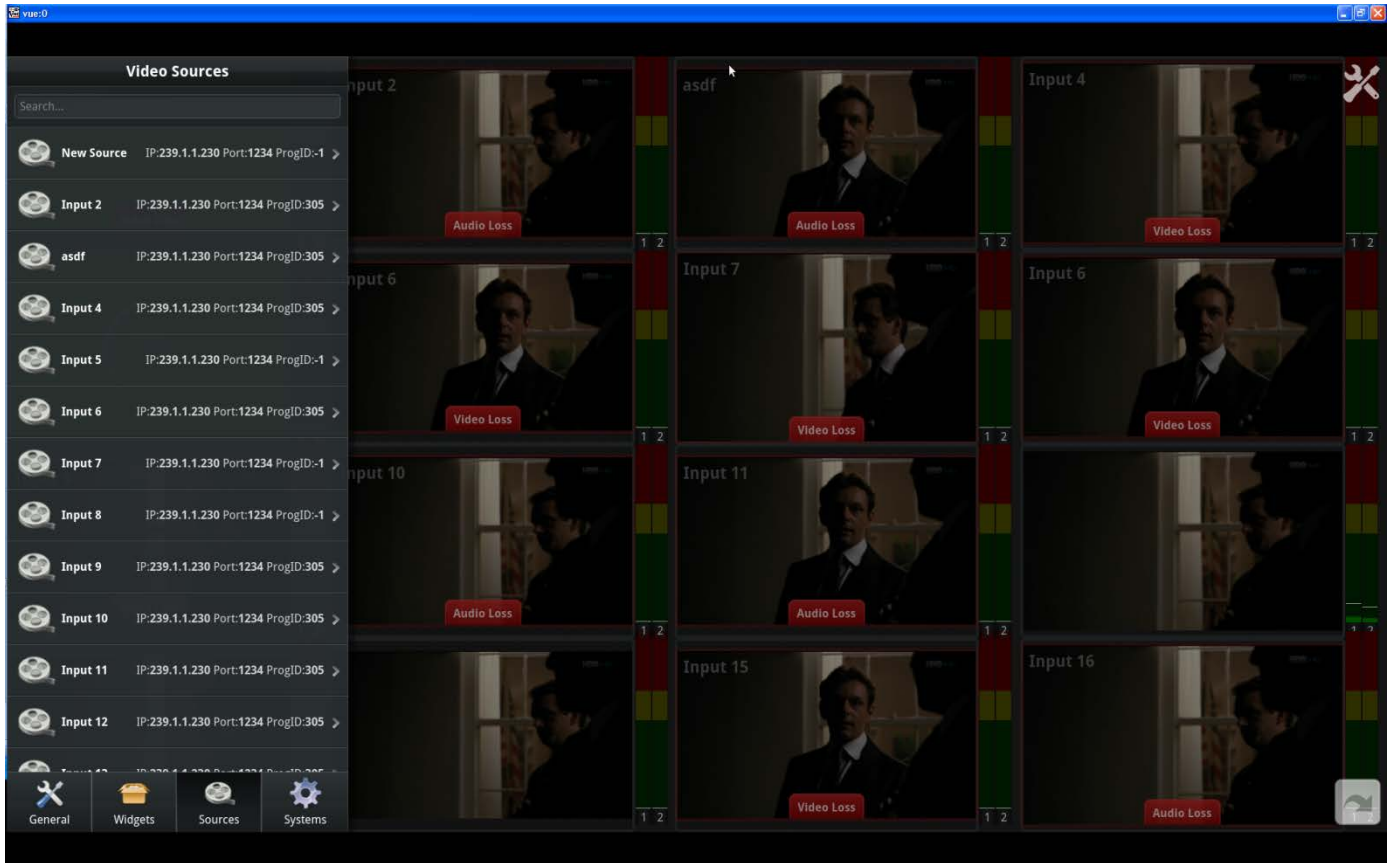 vue:0
Video Sources
Search...
New Source IP:239.1.1.230 Port:1234 ProgID:-1
Input 2 IP:239.1.1.230 Port:1234 ProgID:305
asdf IP:239.1.1.230 Port:1234 ProgID:305
Input 4 IP:239.1.1.230 Port:1234 ProgID:305
Input 5 IP:239.1.1.230 Port:1234 ProgID:-1
Input 6 IP:239.1.1.230 Port:1234 ProgID:305
Input 7 IP:239.1.1.230 Port:1234 ProgID:-1
Input 8 IP:239.1.1.230 Port:1234 ProgID:-1
Input 9 IP:239.1.1.230 Port:1234 ProgID:305
Input 10 IP:239.1.1.230 Port:1234 ProgID:305
Input 11 IP:239.1.1.230 Port:1234 ProgID:305
Input 12 IP:239.1.1.230 Port:1234 ProgID:305
General Widgets Sources Systems
nput 2
Audio Loss
1 2
asdf
Audio Loss
1 2
Input 4
Video Loss
1 2
nput 6
Video Loss
1 2
Input 7
Video Loss
1 2
Input 6
Video Loss
1 2
nput 10
Audio Loss
1 2
Input 11
Audio Loss
1 2
1 2
1 2
Input 15
Video Loss
1 2
Input 16
Audio Loss
1 2